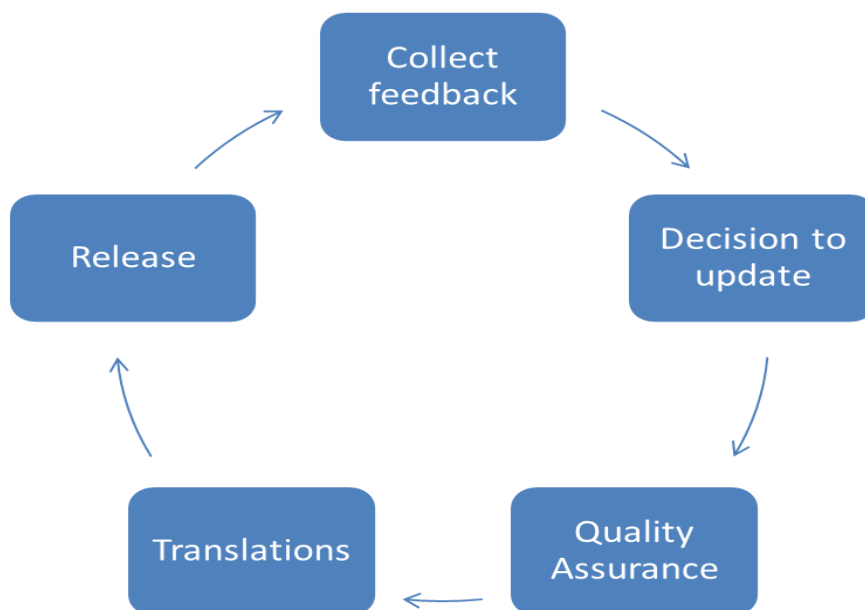 Collect
feedback
Decision to
update
Quality
Assurance
Translations
Release